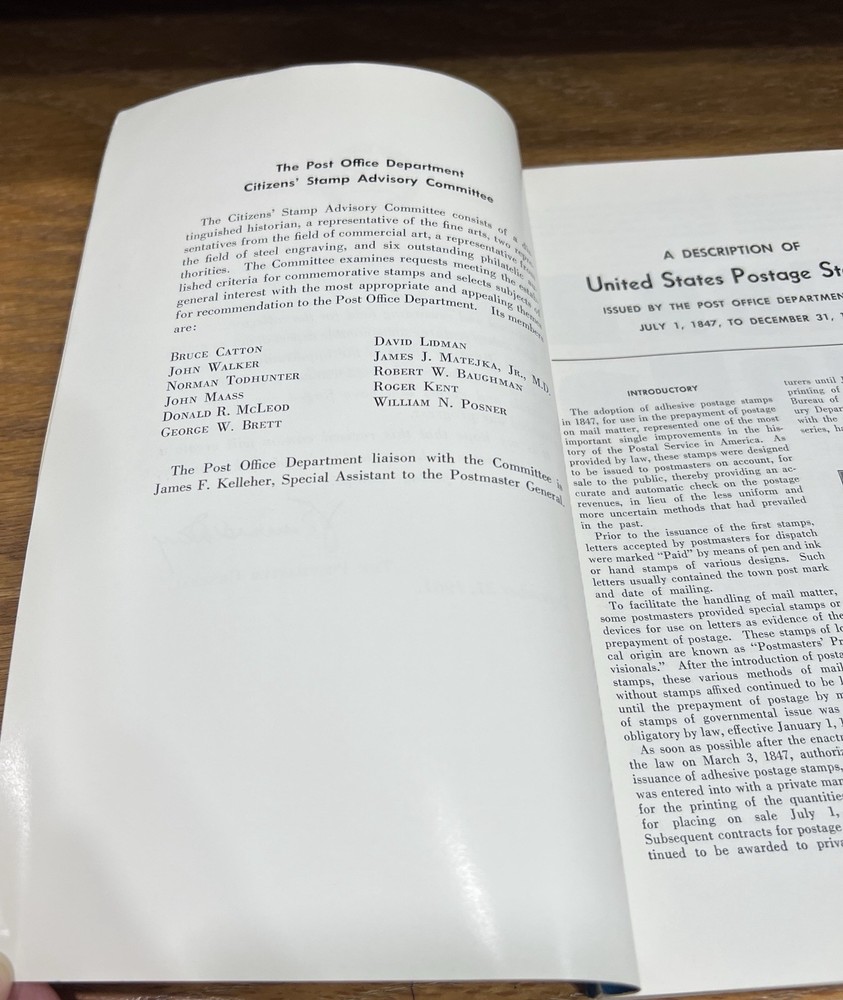 The Post Office Department
Citizens' Stamp Advisory Committee
The Citizens' Stamp Advisory Committee consists of a
tinguished historian, a representative of the fine arts, two
sentatives from the field of commercial art, a representative from
the field of steel engraving, and six outstanding philatelic
thorities. The Committee examines requests meeting the
lished criteria for commemorative stamps and selects subjects of
general interest with the most appropriate and appealing themes
for recommendation to the Post Office Department. Its members
are:
BRUCE CATTON
JOHN WALKER
NORMAN TODHUNTER
JOHN MAASS
DONALD R. MCLEOD
GEORGE W. BRETT
DAVID LIDMAN
JAMES J. MATEJKA, JR., M.D.
ROBERT W. BAUGHMAN
ROGER KENT
WILLIAM N. POSNER
The Post Office Department liaison with the Committee is
James F. Kelleher, Special Assistant to the Postmaster General.
A DESCRIPTION OF
United States Postage St
ISSUED BY THE POST OFFICE DEPARTMEN
JULY 1, 1847, TO DECEMBER 31, 1
INTRODUCTORY
The adoption of adhesive postage stamps
in 1847, for use in the prepayment of postage
on mail matter, represented one of the most
important single improvements in the his-
tory of the Postal Service in America. As
provided by law, these stamps were designed
to be issued to postmasters on account, for
sale to the public, thereby providing an ac-
curate and automatic check on the postage
revenues, in lieu of the less uniform and
more uncertain methods that had prevailed
in the past.
Prior to the issuance of the first stamps,
letters accepted by postmasters for dispatch
were marked "Paid" by means of pen and ink
or hand stamps of various designs. Such
letters usually contained the town post mark
and date of mailing.
To facilitate the handling of mail matter,
some postmasters provided special stamps or
devices for use on letters as evidence of the
prepayment of postage. These stamps of lo
cal origin are known as "Postmasters' Pr
visionals." After the introduction of posta
stamps, these various methods of mail
without stamps affixed continued to be l
until the prepayment of postage by m
of stamps of governmental issue was
obligatory by law, effective January 1, 1
As soon as possible after the enact
the law on March 3, 1847, authoriz
issuance of adhesive postage stamps,
was entered into with a private man
for the printing of the quantitie
for placing on sale July 1,
Subsequent contracts for postage
tinued to be awarded to priva
turers until
printing of
Bureau of
ury Depar
with the
series, ha